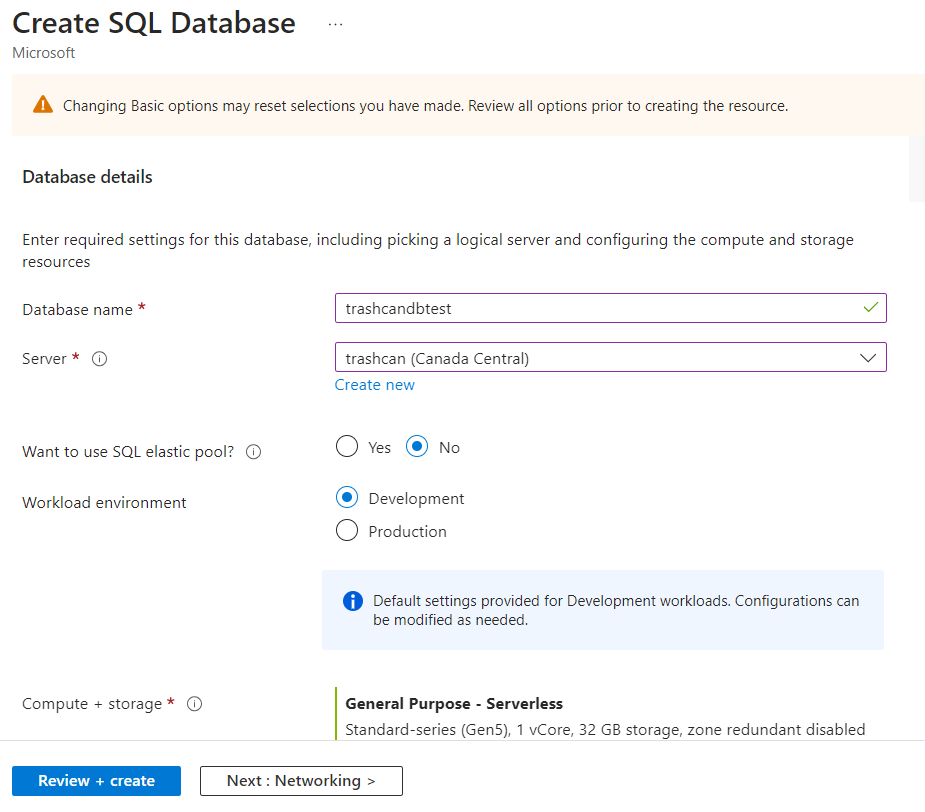 Create SQL Database ...
Microsoft
Changing Basic options may reset selections you have made. Review all options prior to creating the resource.
Database details
Enter required settings for this database, including picking a logical server and configuring the compute and storage
resources
Database name *
trashcandbtest
Server *
trashcan (Canada Central)
Create new
Want to use SQL elastic pool?
Yes No
Workload environment
Development
Production
Default settings provided for Development workloads. Configurations can
be modified as needed.
Compute + storage *
General Purpose - Serverless
Standard-series (Gen5), 1 vCore, 32 GB storage, zone redundant disabled
Review + create
Next : Networking >